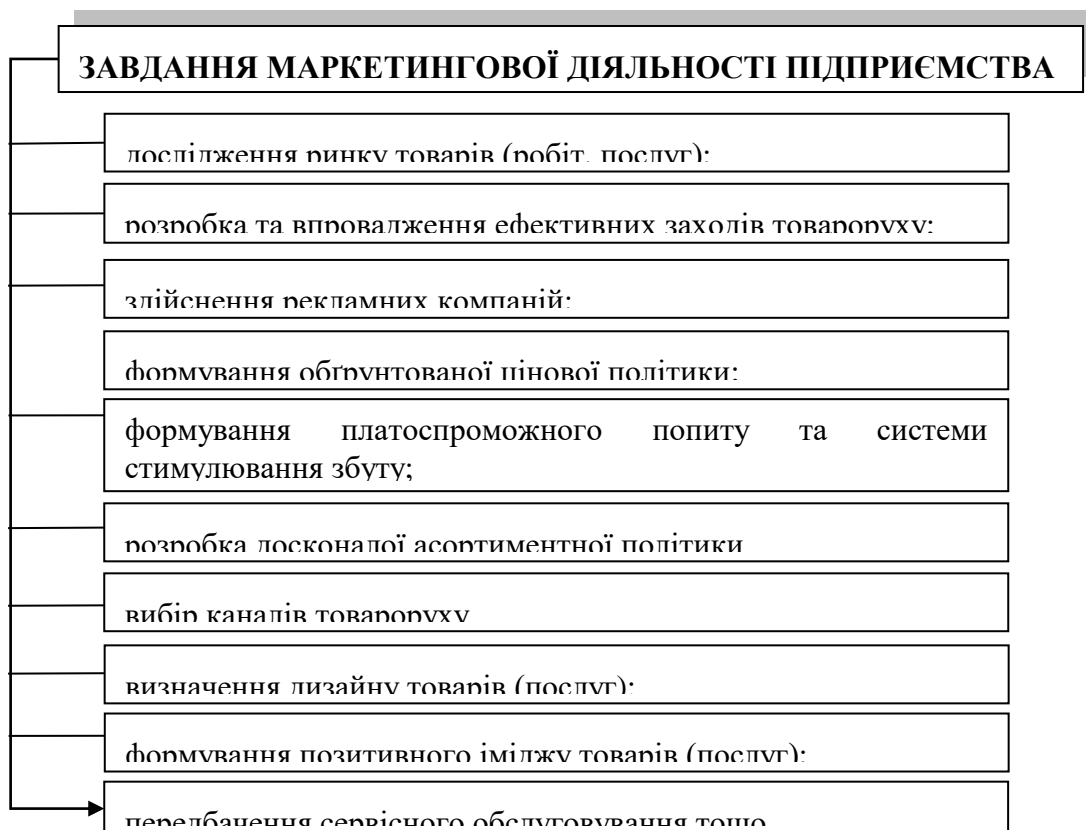 ЗАВДАННЯ МАРКЕТИНГОВОЇ ДІЯЛЬНОСТІ ПІДПРИЄМСТВА
дослідження ринку товарів (робіт, послуг);
розробка та впровадження ефективних заходів товароруху;
здійснення рекламних компаній;
формування обґрунтованої цінової політики;
формування платоспроможного попиту та системи
стимулювання збуту;
розробка досконалої асортиментної політики
вибір каналів товароруху
визначення дизайну товарів (послуг);
формування позитивного іміджу товарів (послуг);
передбачення сервісного обслуговування тощо